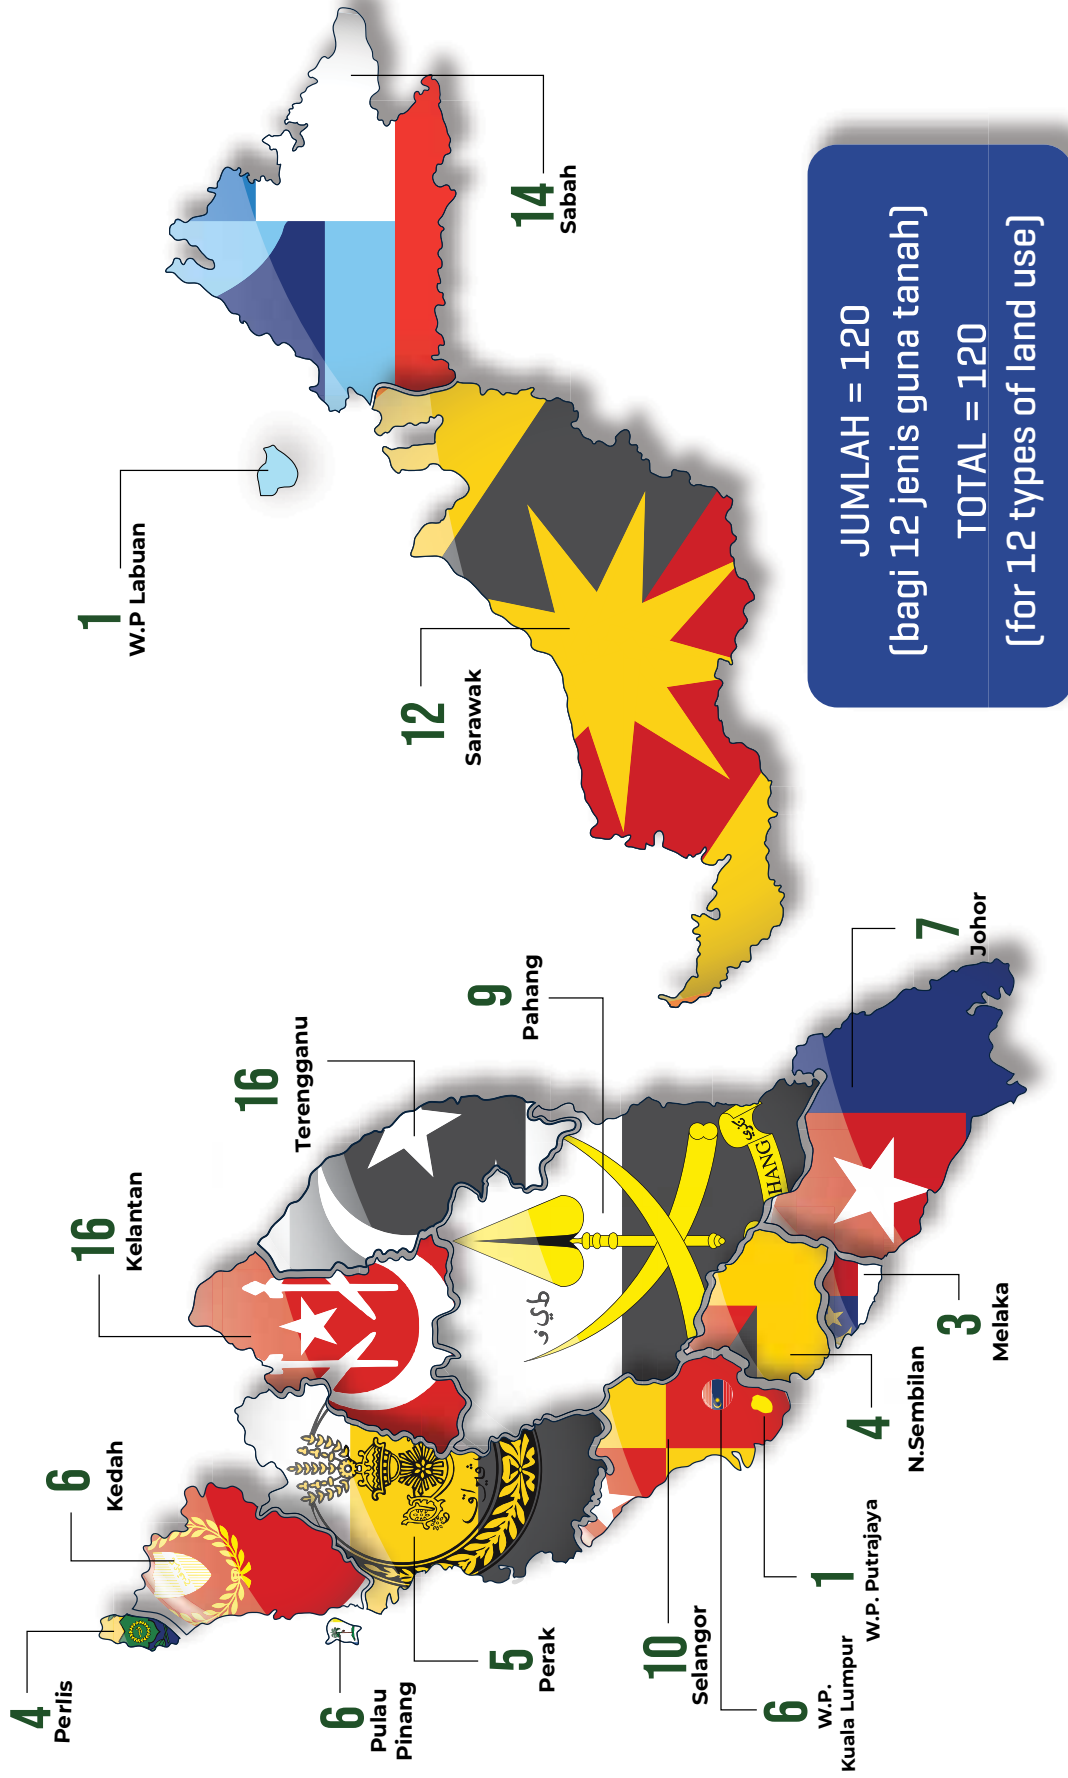 4
Perlis
6
Kedah
16
Kelantan
16
Terengganu
1
W.P Labuan
6
Pulau
Pinang
5
Perak
9
Pahang
12
Sarawak
14
Sabah
10
Selangor
6
W.P.
Kuala Lumpur
1
W.P. Putrajaya
4
N.Sembilan
3
Melaka
7
Johor
HANG
JUMLAH = 120
(bagi 12 jenis guna tanah)
TOTAL = 120
(for 12 types of land use)